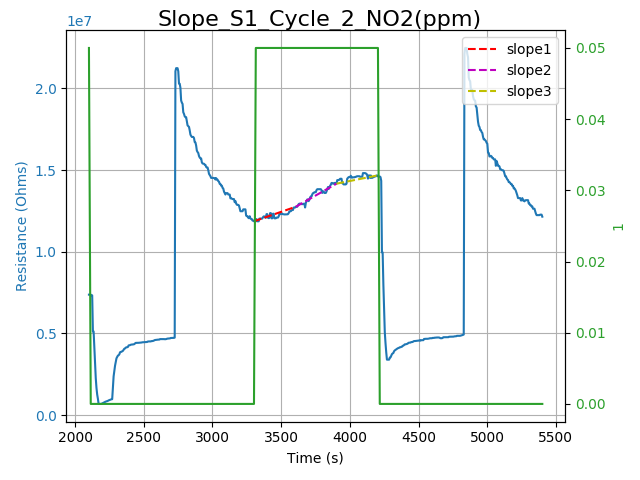 Slope_S1_Cycle_2_NO2(ppm)
1e7
slope1
slope2
slope3
2.0
1.5
1.0
0.5
0.0
Resistance (Ohms)
0.05
0.04
0.03
0.02
0.01
0.00
1
2000 2500 3000 3500 4000 4500 5000 5500
Time (s)